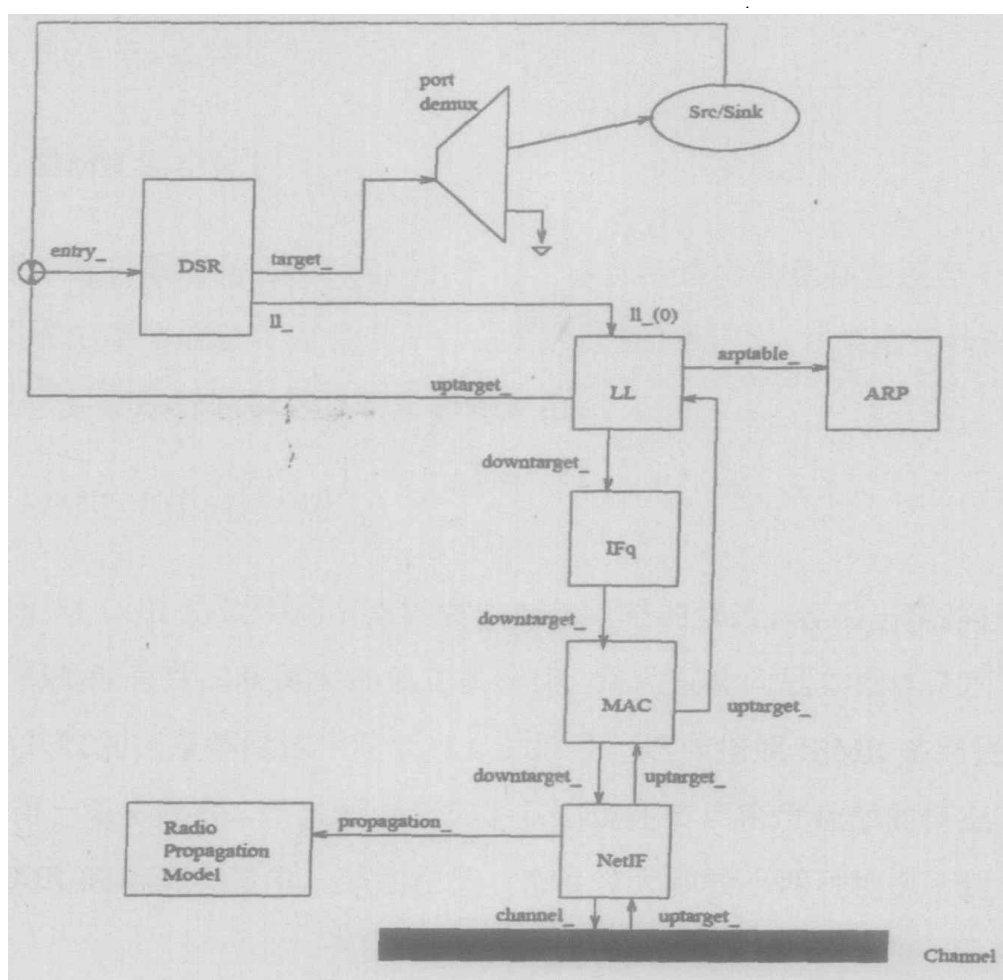 port
demux
Src/Sink
entry_
DSR
target_
ll_
ll_(0)
uptarget_
LL
arptable_
ARP
downtarget_
IFq
downtarget_
MAC
uptarget_
downtarget_
uptarget_
Radio
Propagation
Model
propagation_
NetIF
channel_
uptarget_
Channel